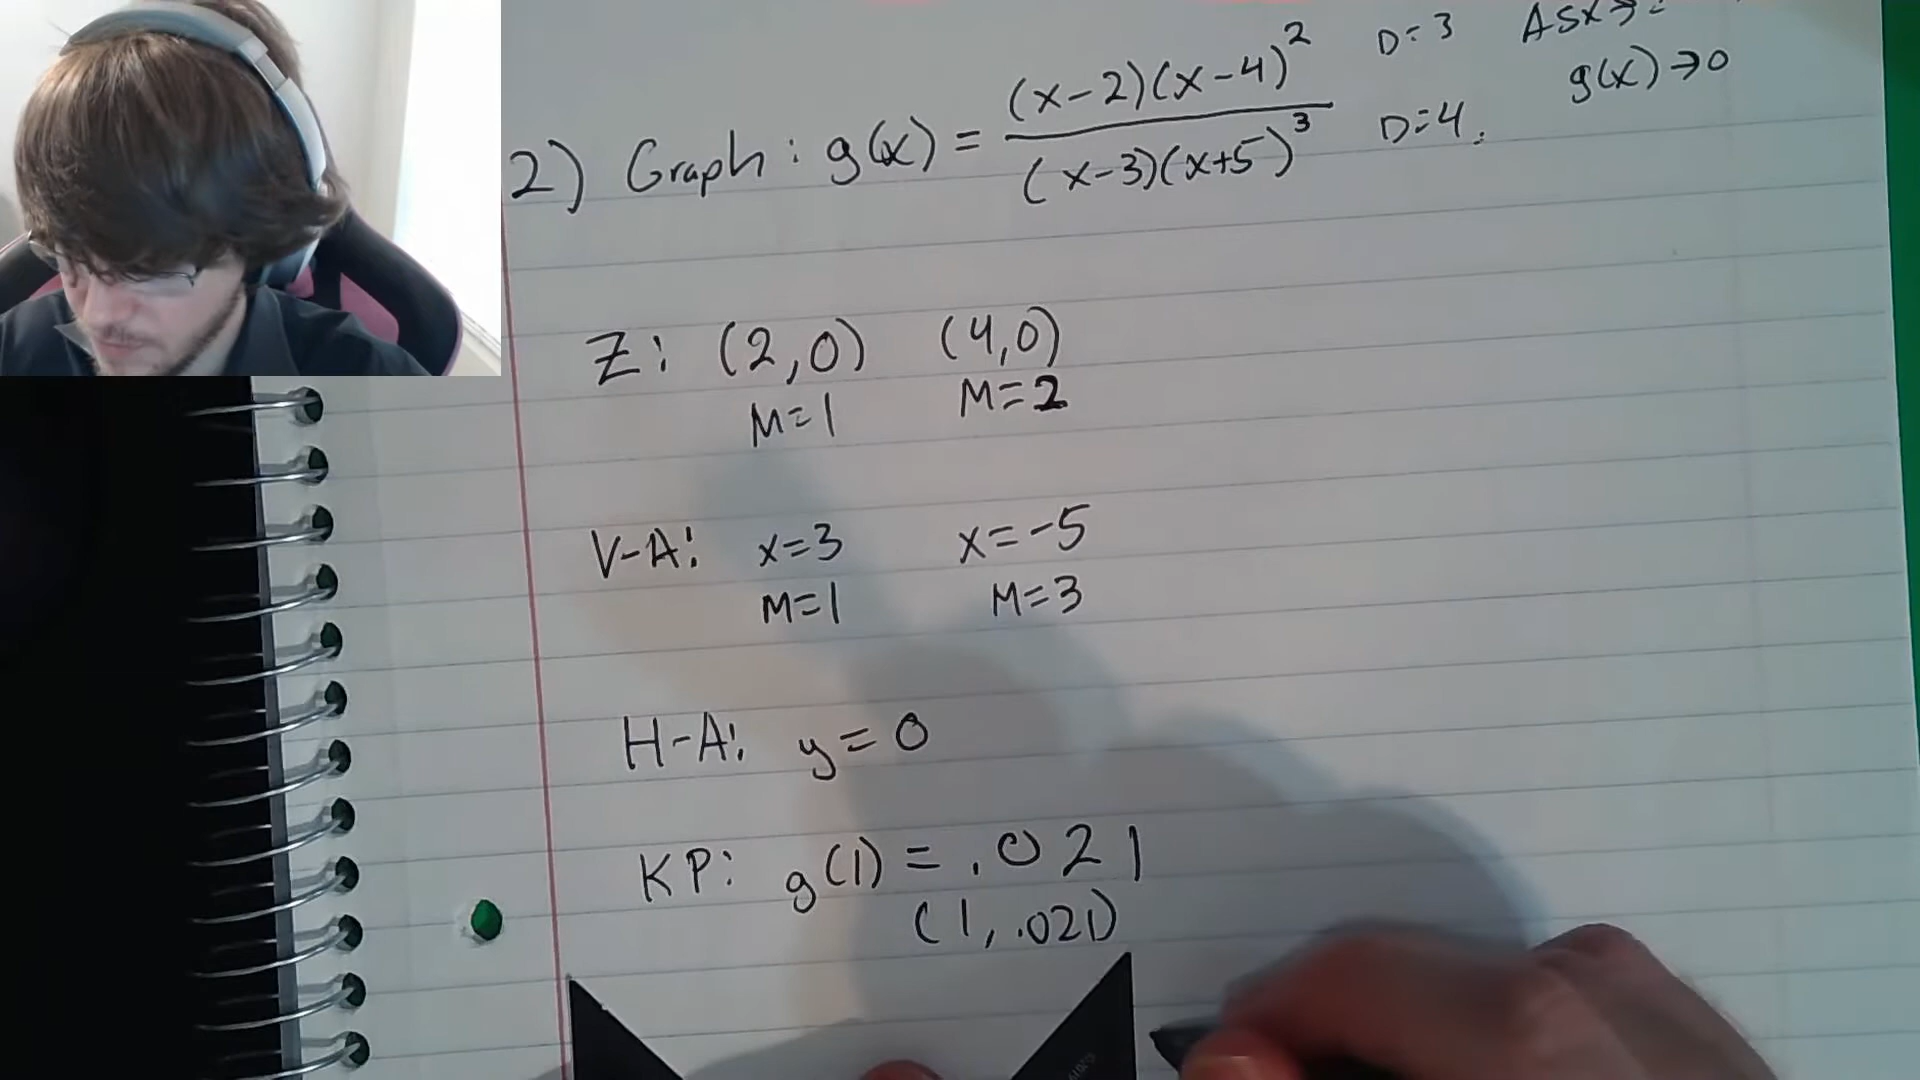 2) Graph: g(x) = (x-2)(x-4)² / (x-3)(x+5)³
D=3
D=4
As x→
g(x)→0
Z: (2,0) (4,0)
M=1 M=2
V-A: x=3 x=-5
M=1 M=3
H-A: y=0
KP: g(1) = .021
(1, .021)